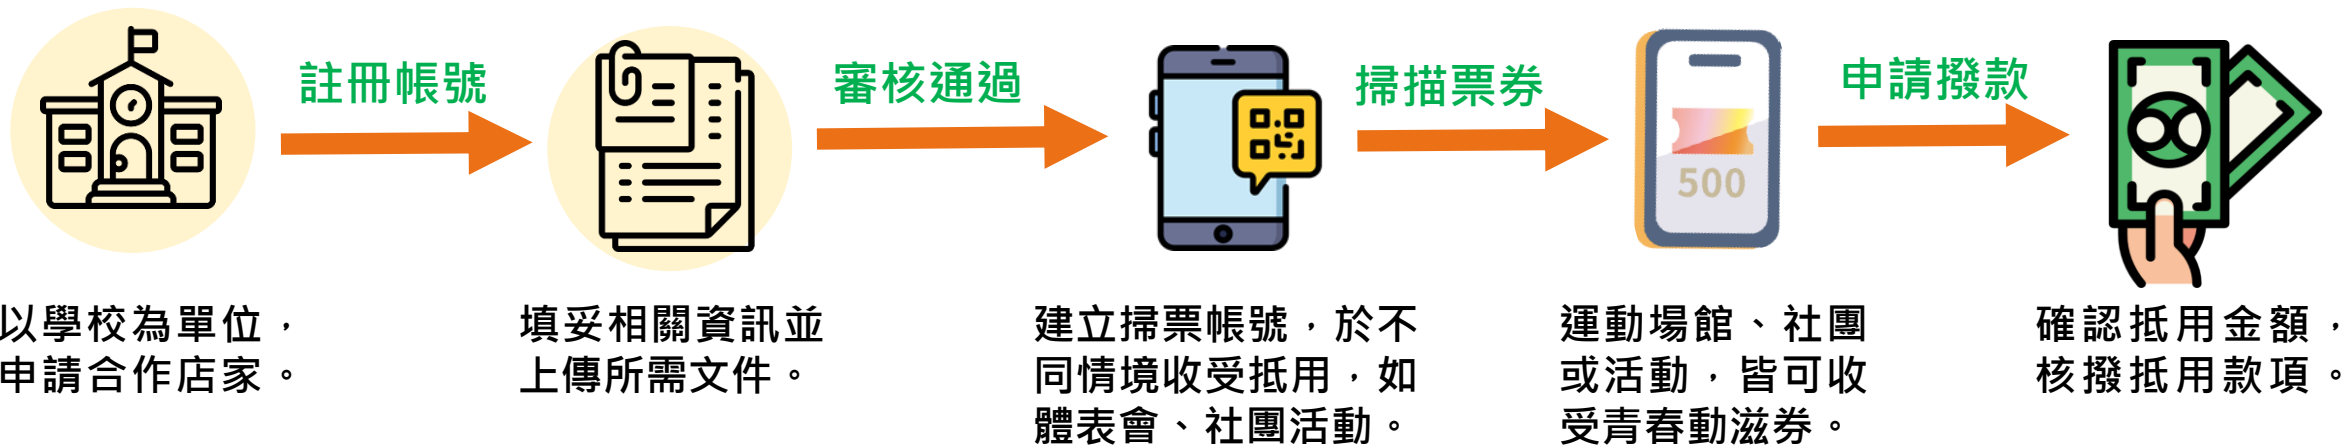 註冊帳號
審核通過
掃描票券
申請撥款
500
以學校為單位，
申請合作店家。
填妥相關資訊並
上傳所需文件。
建立掃票帳號，於不
同情境收受抵用，如
體表會、社團活動。
運動場館、社團
或活動，皆可收
受青春動滋券。
確認抵用金額，
核撥抵用款項。